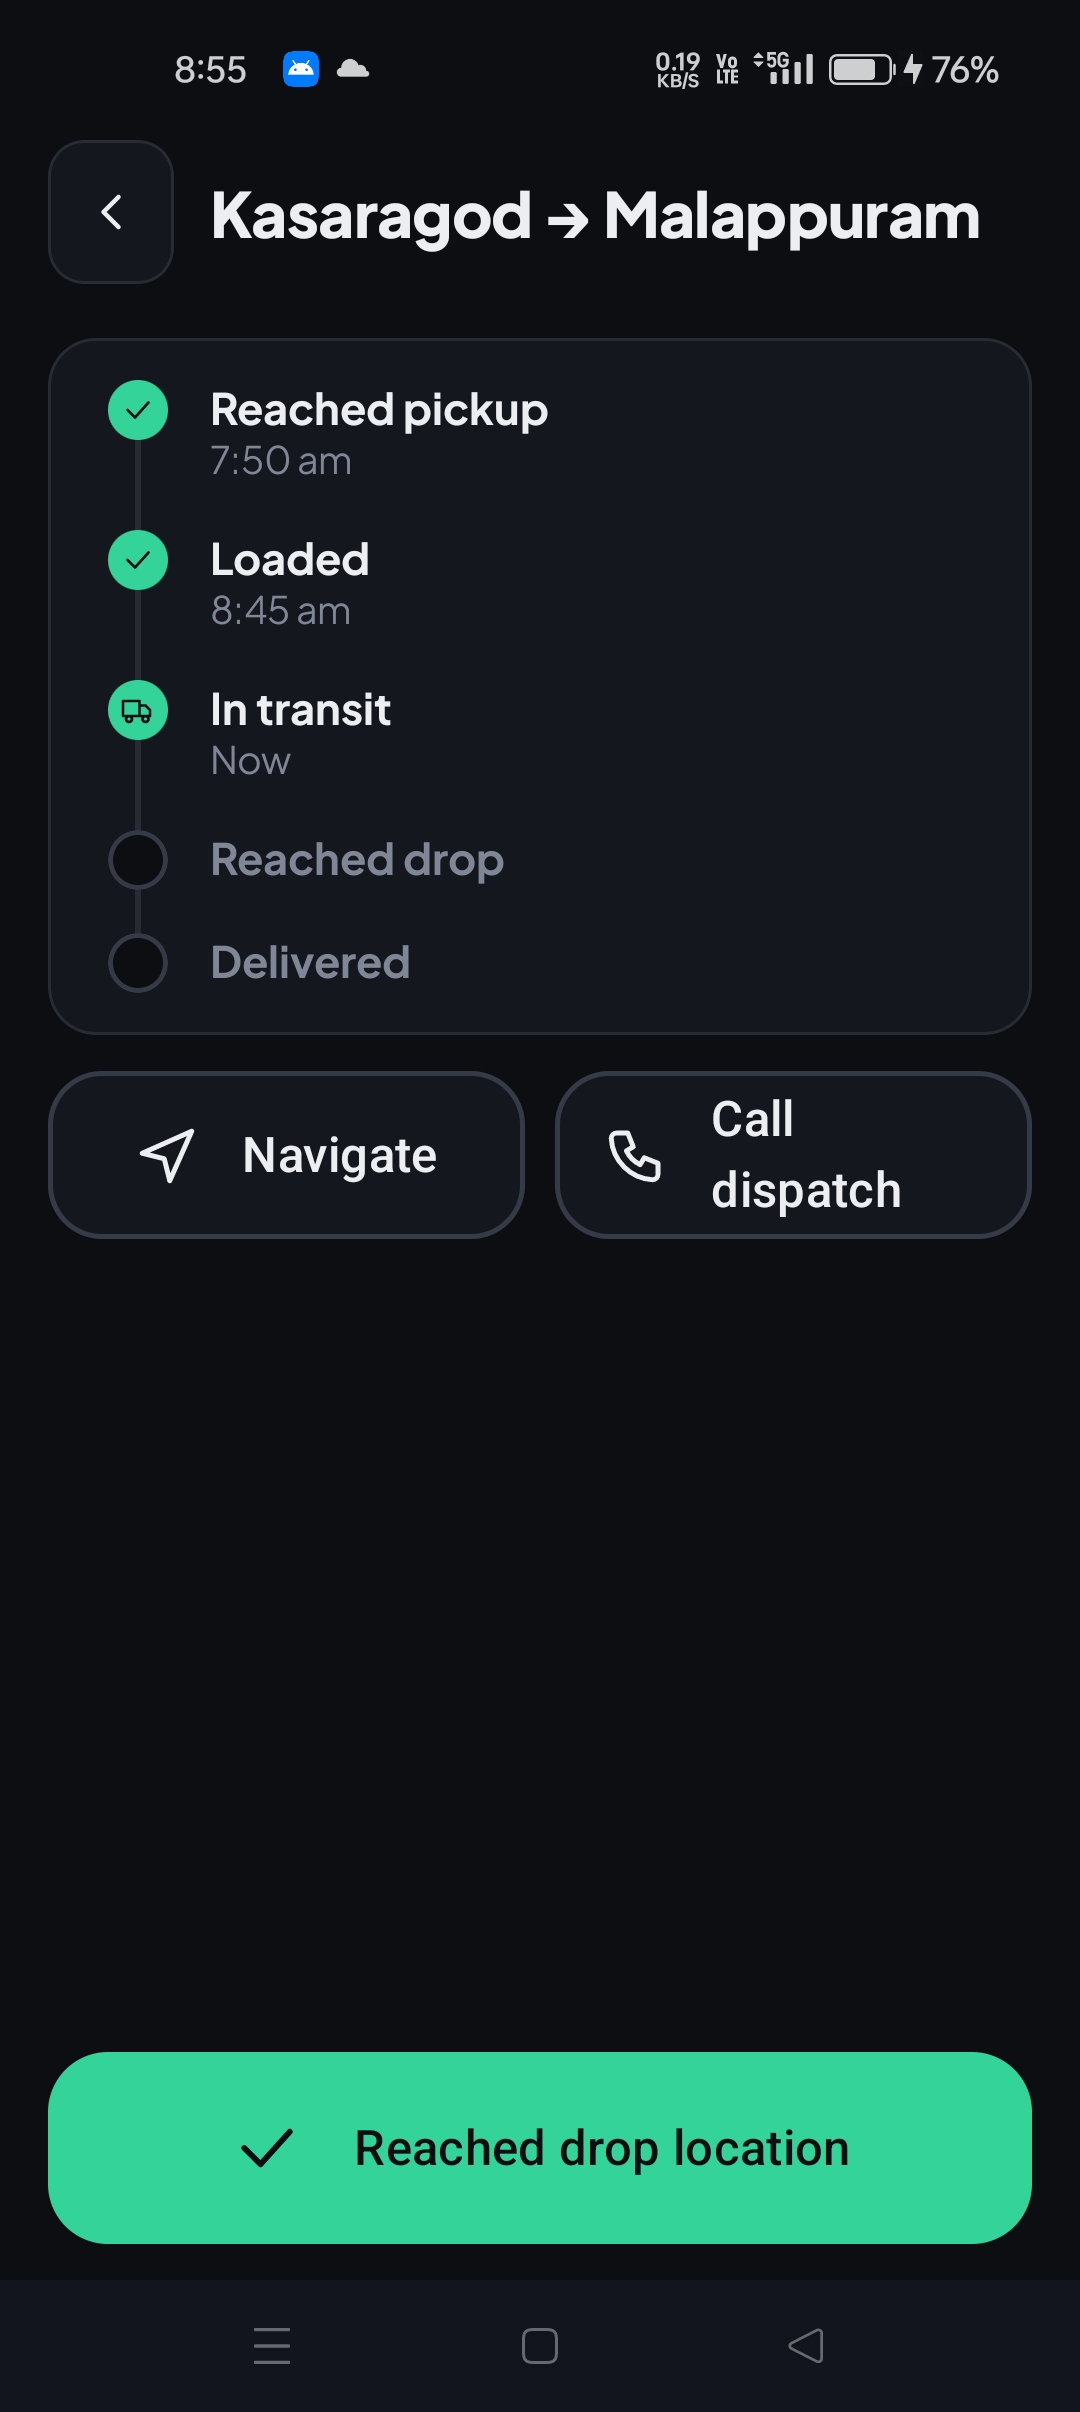 8:55
0.19 KB/S
Vo LTE
5G
76%
Kasaragod → Malappuram
Reached pickup
7:50 am
Loaded
8:45 am
In transit
Now
Reached drop
Delivered
Navigate
Call
dispatch
Reached drop location